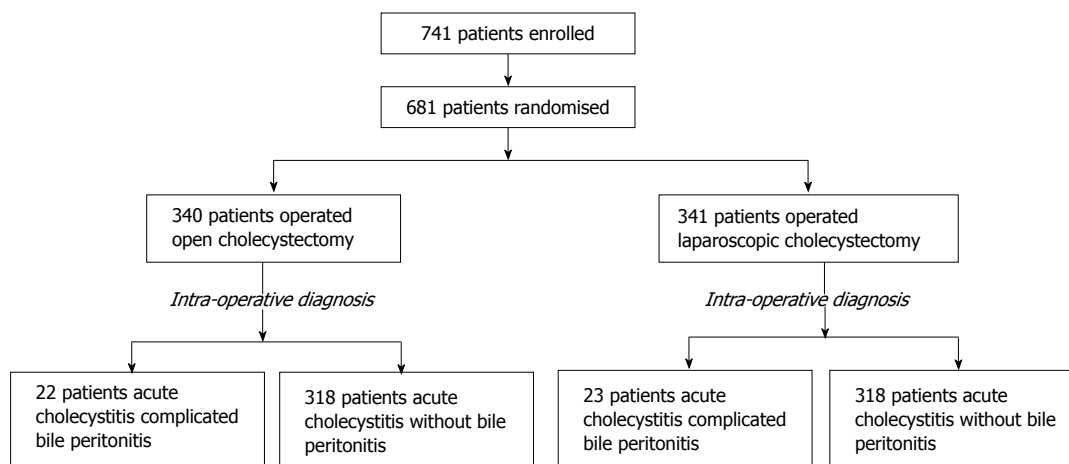 741 patients enrolled
681 patients randomised
340 patients operated
open cholecystectomy
341 patients operated
laparoscopic cholecystectomy
Intra-operative diagnosis
Intra-operative diagnosis
22 patients acute
cholecystitis complicated
bile peritonitis
318 patients acute
cholecystitis without bile
peritonitis
23 patients acute
cholecystitis complicated
bile peritonitis
318 patients acute
cholecystitis without bile
peritonitis